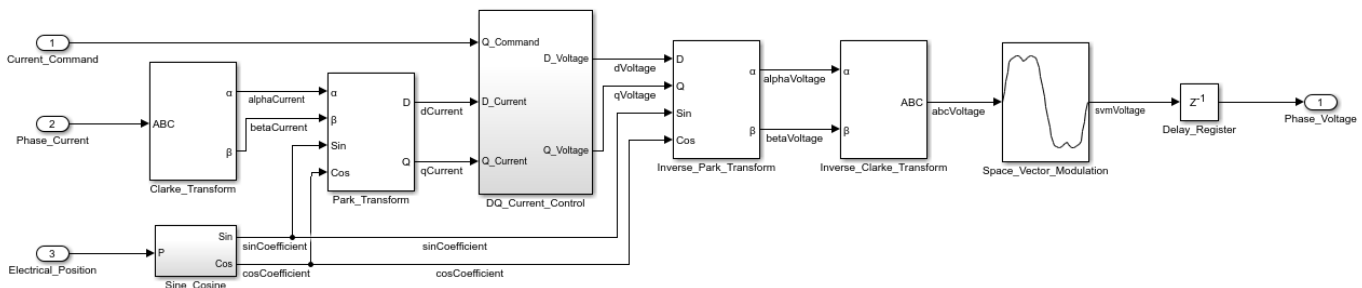 1
Current_Command
2
Phase_Current
ABC
α
β
Clarke_Transform
alphaCurrent
betaCurrent
α
β
Sin
Cos
D
Q
Park_Transform
dCurrent
qCurrent
Q_Command
D_Current
Q_Current
D_Voltage
Q_Voltage
DQ_Current_Control
dVoltage
qVoltage
D
Q
Sin
Cos
α
β
Inverse_Park_Transform
alphaVoltage
betaVoltage
α
β
ABC
Inverse_Clarke_Transform
abcVoltage
Space_Vector_Modulation
svmVoltage
z-1
Delay_Register
1
Phase_Voltage
3
Electrical_Position
P
Sin
Cos
Sine_Cosine
sinCoefficient
sinCoefficient
cosCoefficient
cosCoefficient